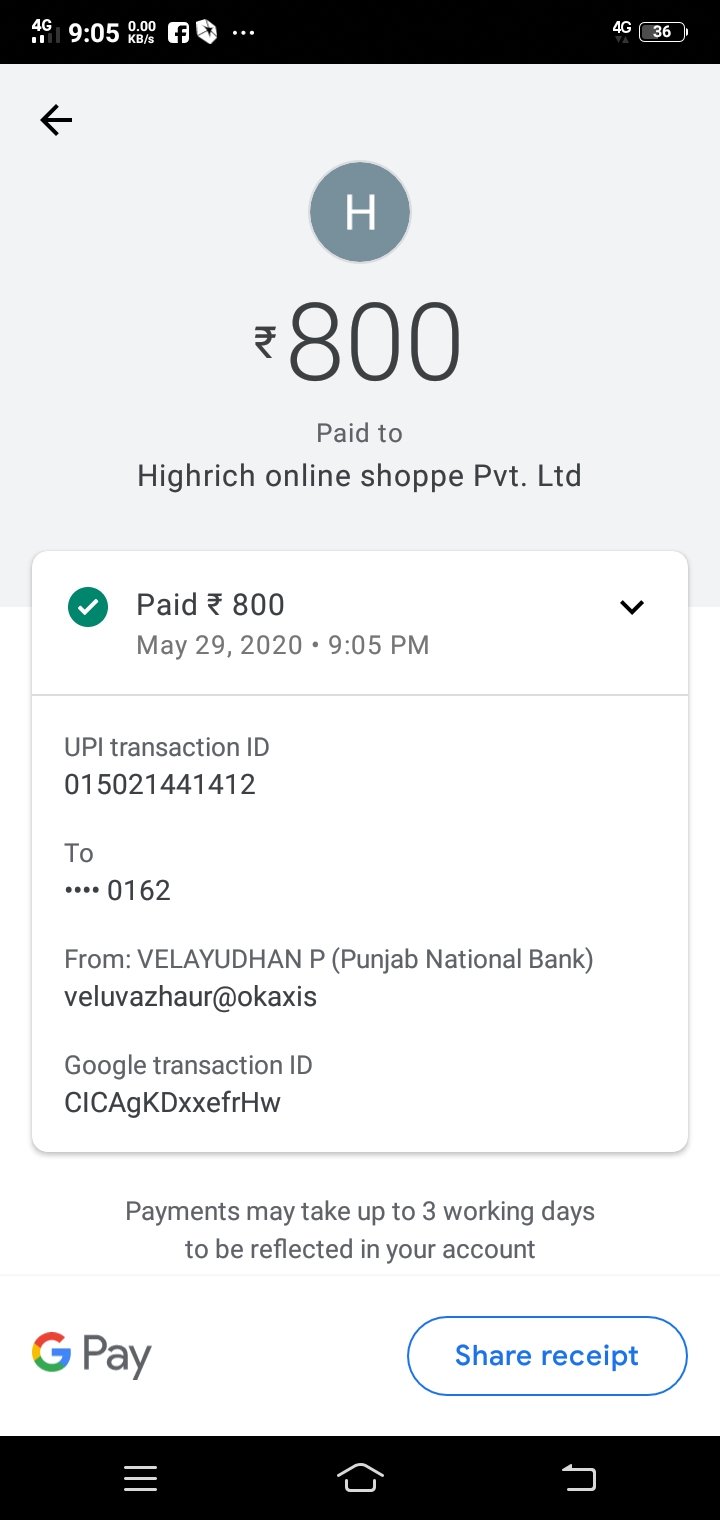 4G 9:05 0.00 KB/s ... 4G 36
H
₹800
Paid to
Highrich online shoppe Pvt. Ltd
Paid ₹ 800
May 29, 2020 • 9:05 PM
UPI transaction ID
015021441412
To
•••• 0162
From: VELAYUDHAN P (Punjab National Bank)
veluvazhaur@okaxis
Google transaction ID
CICAgKDxxefrHw
Payments may take up to 3 working days
to be reflected in your account
G Pay
Share receipt